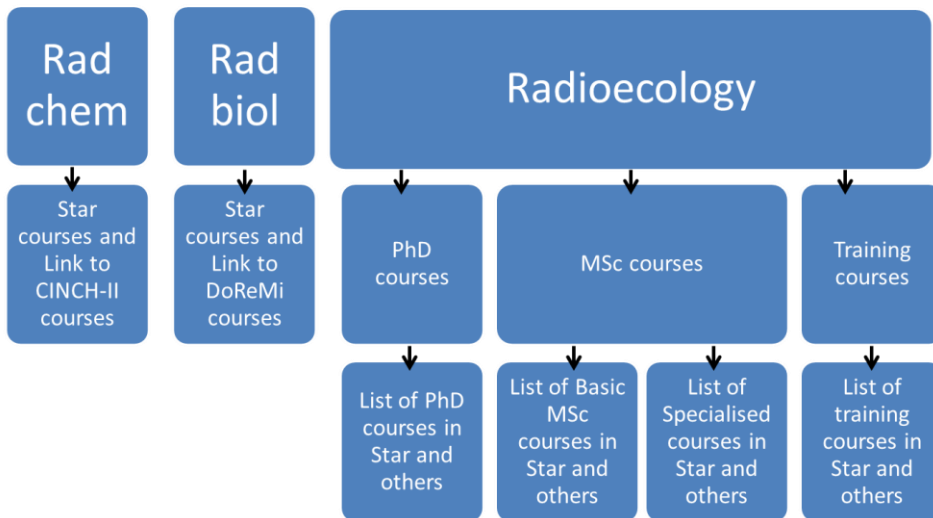 Rad
chem
Rad
biol
Radioecology
Star
courses and
Link to
CINCH-II
courses
Star
courses and
Link to
DoReMi
courses
PhD
courses
MSc courses
Training
courses
List of PhD
courses in
Star and
others
List of Basic
MSc
courses in
Star and
others
List of
Specialised
courses in
Star and
others
List of
training
courses in
Star and
others